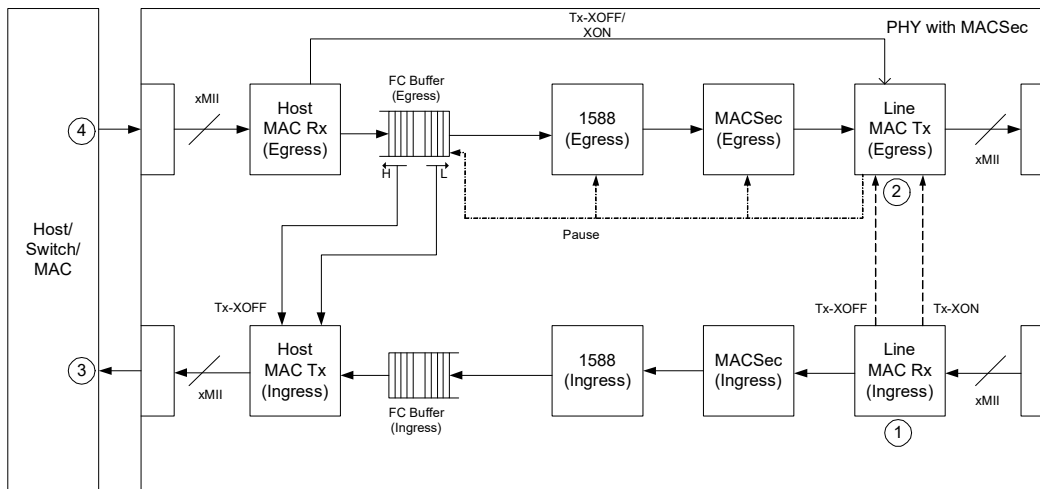 Tx-XOFF/
XON
PHY with MACSec
FC Buffer
(Egress)
xMII
Host
MAC Rx
(Egress)
1588
(Egress)
MACSec
(Egress)
Line
MAC Tx
(Egress)
xMII
4
H
L
2
Pause
Host/
Switch/
MAC
Tx-XOFF
Tx-XOFF
Tx-XON
3
xMII
Host
MAC Tx
(Ingress)
FC Buffer
(Ingress)
1588
(Ingress)
MACSec
(Ingress)
Line
MAC Rx
(Ingress)
xMII
1